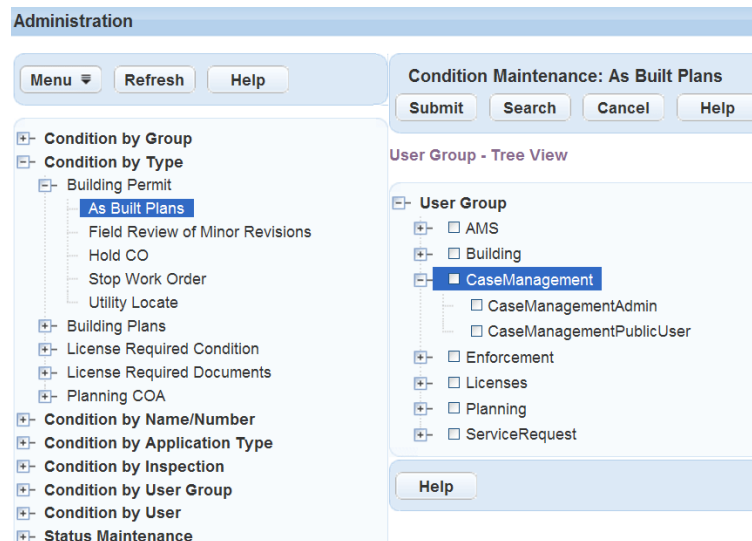 Administration
Menu
Refresh
Help
Condition by Group
Condition by Type
Building Permit
As Built Plans
Field Review of Minor Revisions
Hold CO
Stop Work Order
Utility Locate
Building Plans
License Required Condition
License Required Documents
Planning COA
Condition by Name/Number
Condition by Application Type
Condition by Inspection
Condition by User Group
Condition by User
Status Maintenance
Condition Maintenance: As Built Plans
Submit
Search
Cancel
Help
User Group - Tree View
User Group
AMS
Building
CaseManagement
CaseManagementAdmin
CaseManagementPublicUser
Enforcement
Licenses
Planning
ServiceRequest
Help